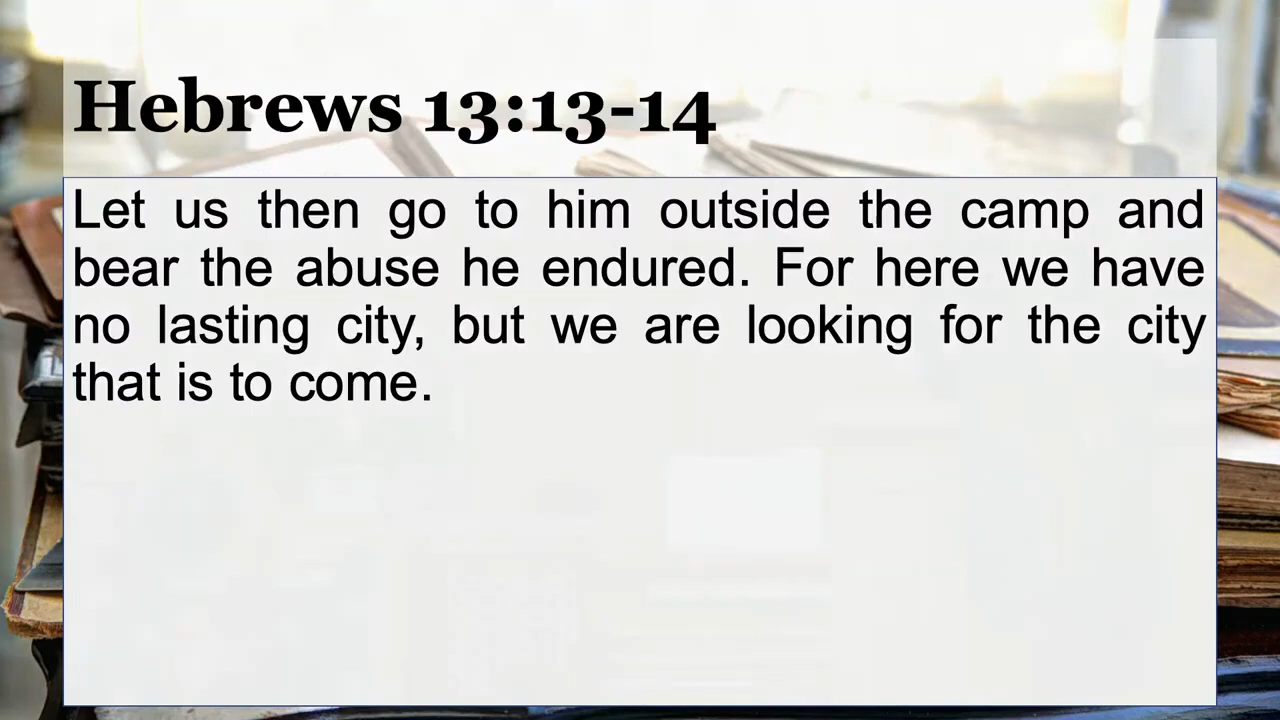 Hebrews 13:13-14
Let us then go to him outside the camp and
bear the abuse he endured. For here we have
no lasting city, but we are looking for the city
that is to come.